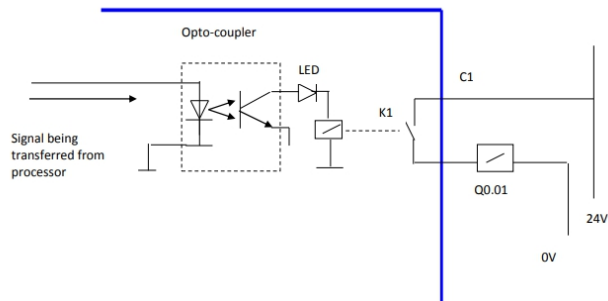 Opto-coupler
LED
C1
K1
Signal being
transferred from
processor
Q0.01
24V
0V